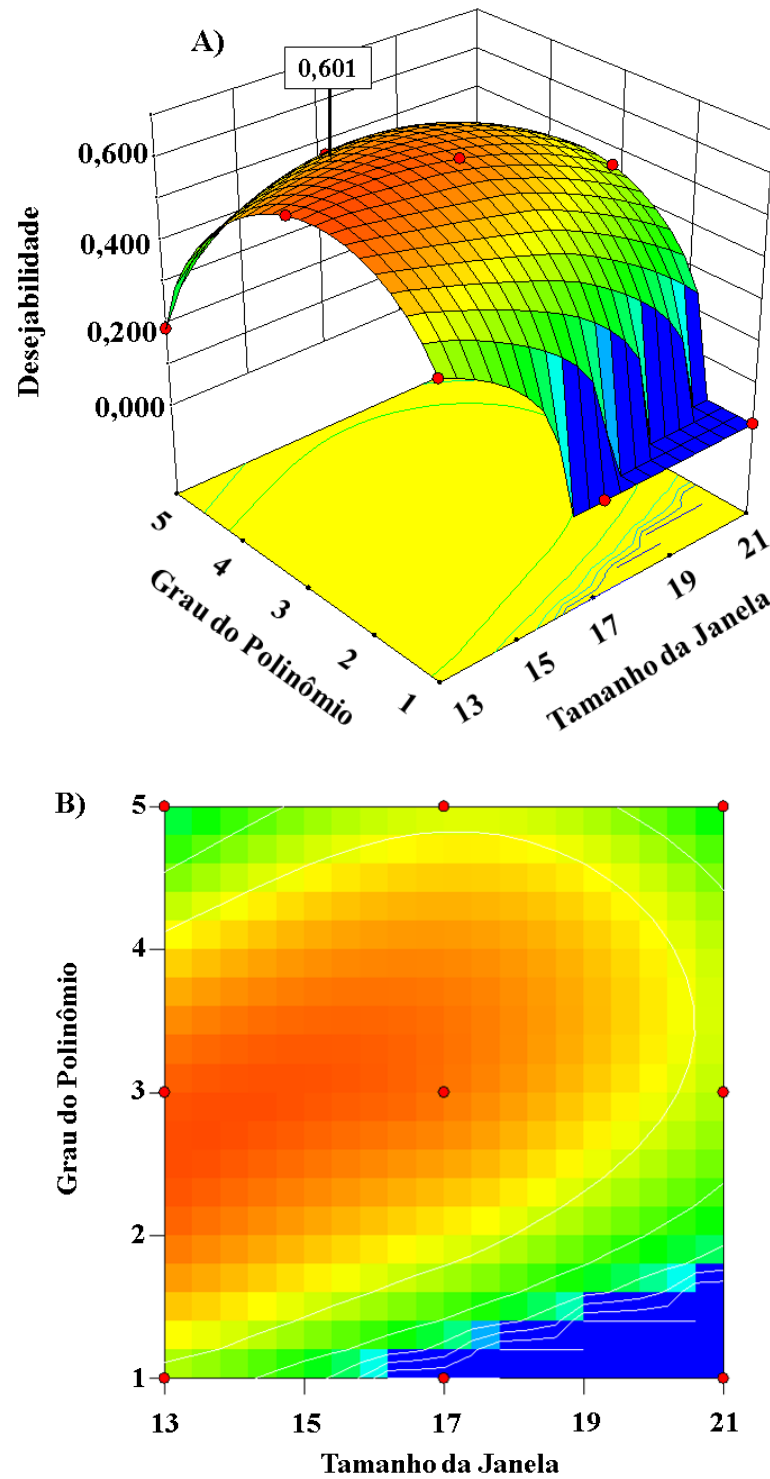 A)
0,601
0,600
0,400
0,200
0,000
Desejabilidade
5
4
3
2
1
Grau do Polinômio
13
15
17
19
21
Tamanho da Janela
B)
5
4
3
2
1
Grau do Polinômio
13 15 17 19 21
Tamanho da Janela